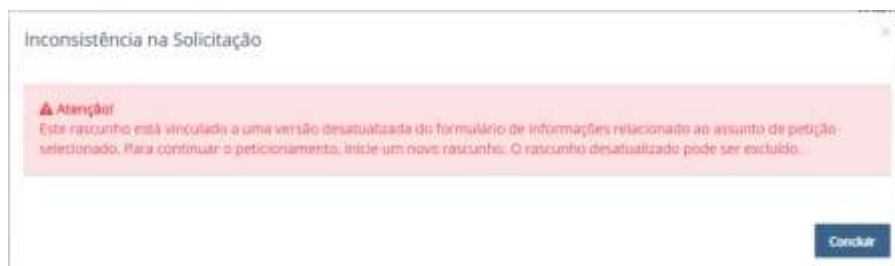 Inconsistência na Solicitação
Atenção!
Este rascunho está vinculado a uma versão desatualizada do formulário de informações relacionado ao assunto de petição
selecionado. Para continuar o peticionamento, inicie um novo rascunho. O rascunho desatualizado pode ser excluído.
Concluir